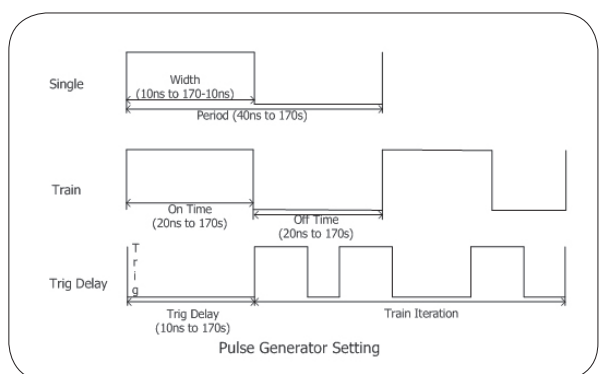 Single
Width
(10ns to 170-10ns)
Period (40ns to 170s)
Train
On Time
(20ns to 170s)
Off Time
(20ns to 170s)
Trig Delay
Trig
Trig Delay
(10ns to 170s)
Train Iteration
Pulse Generator Setting